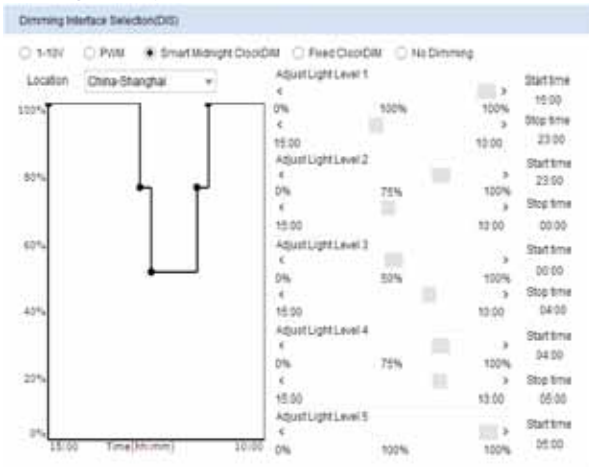 Dimming Interface Selection(DIS)
1-10V PWM Smart Midnight ClockDIM Fixed ClockDIM No Dimming
Location China-Shanghai
Adjust Light Level 1
0% 100% 100%
Start time
15:00
15:00 10:00
Stop time
23:00
Adjust Light Level 2
0% 75% 100%
Start time
23:00
15:00 10:00
Stop time
00:00
Adjust Light Level 3
0% 50% 100%
Start time
00:00
15:00 10:00
Stop time
04:00
Adjust Light Level 4
0% 75% 100%
Start time
04:00
15:00 10:00
Stop time
05:00
Adjust Light Level 5
0% 100% 100%
Start time
05:00
100%
80%
60%
40%
20%
0%
15:00 Time(hh:mm) 10:00